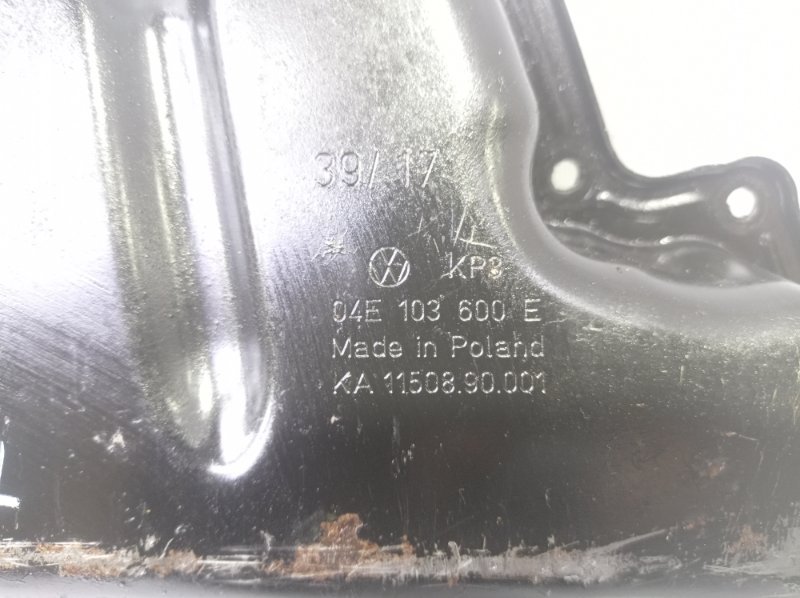 39/17
KP3
04E 103 600 E
Made in Poland
KA 11508.90.001